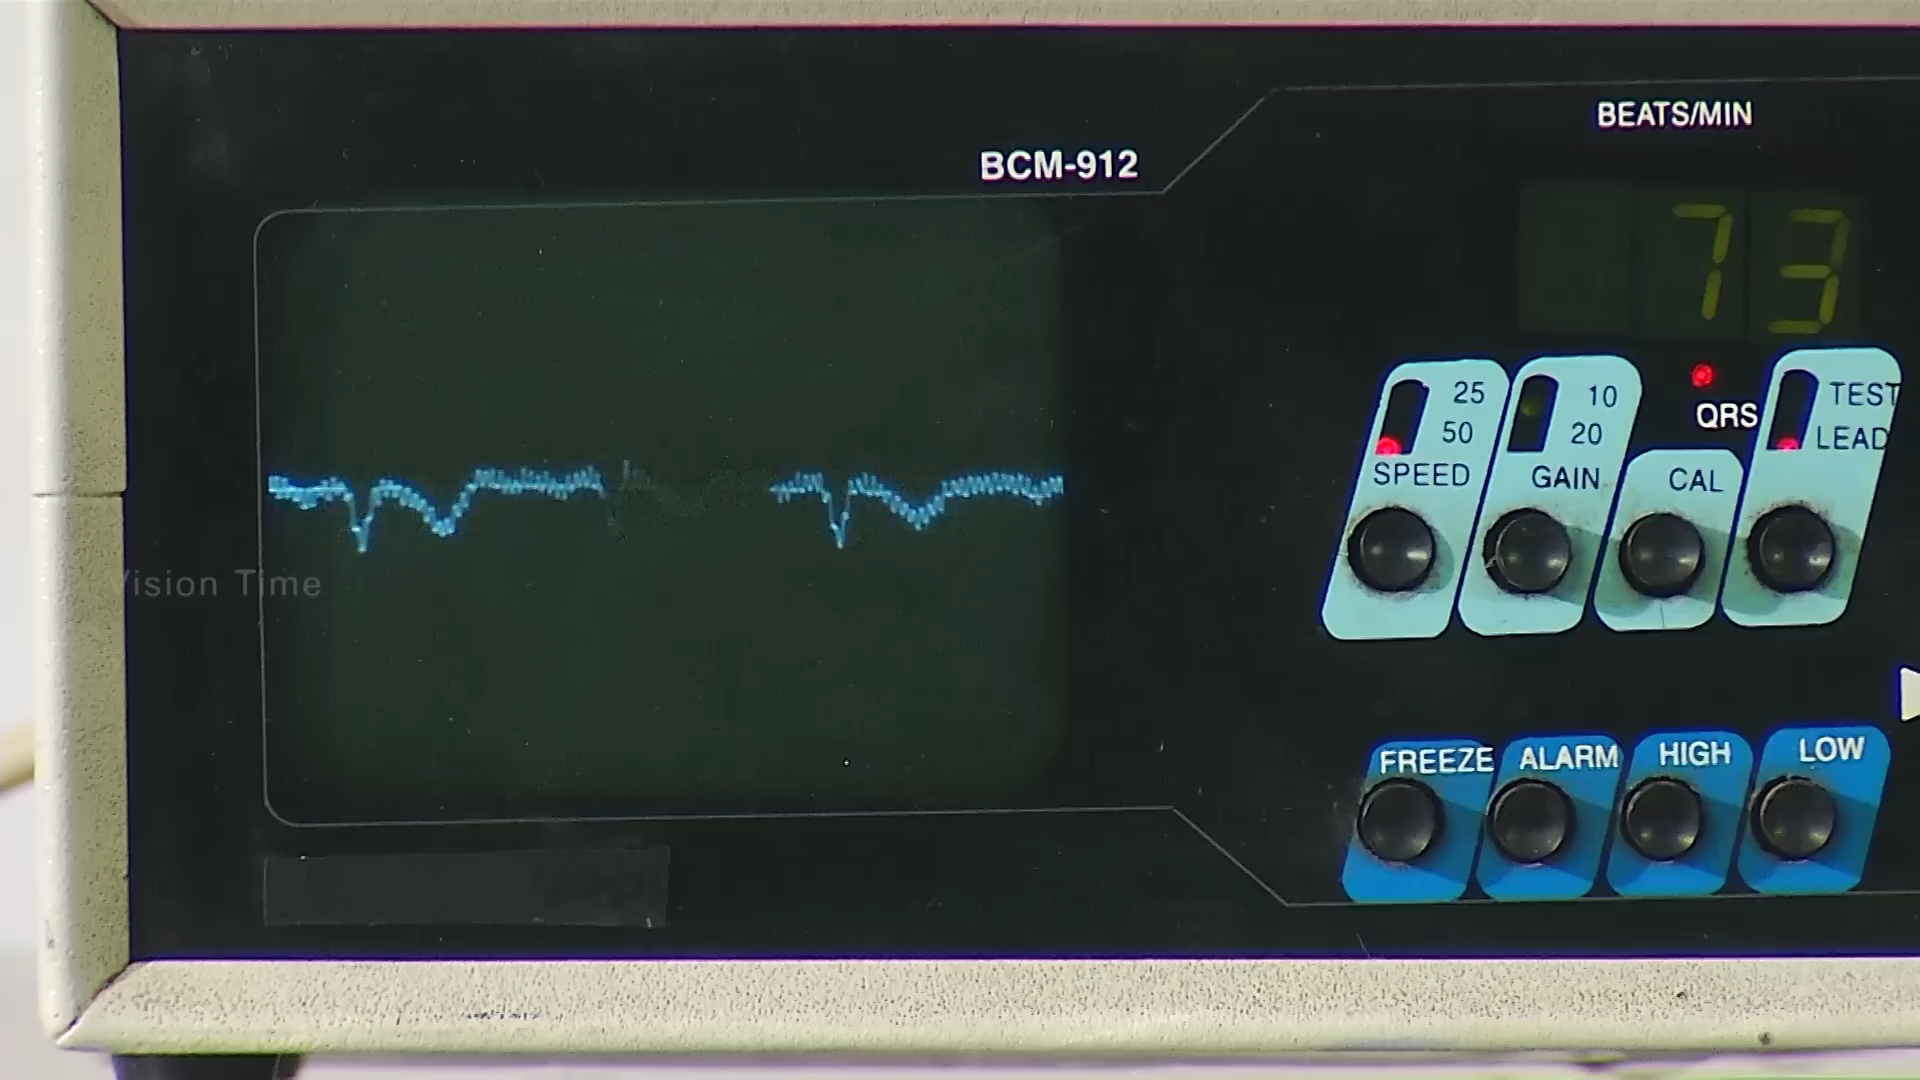 BEATS/MIN
BCM-912
73
25
50
SPEED
10
20
GAIN
QRS
CAL
TEST
LEAD
Vision Time
FREEZE
ALARM
HIGH
LOW